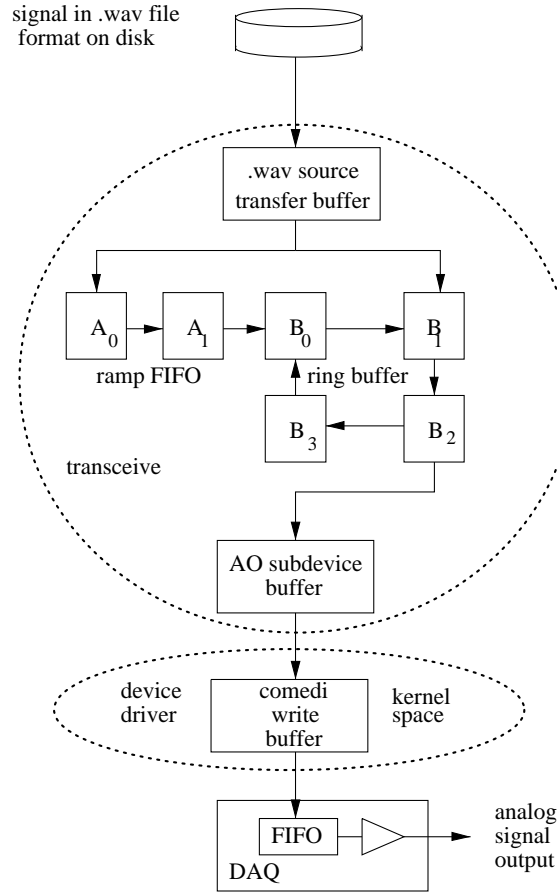 signal in .wav file
format on disk
.wav source
transfer buffer
A0
A1
B0
B1
ramp FIFO
ring buffer
B3
B2
transceive
AO subdevice
buffer
device
driver
comedi
write
buffer
kernel
space
FIFO
DAQ
analog
signal
output